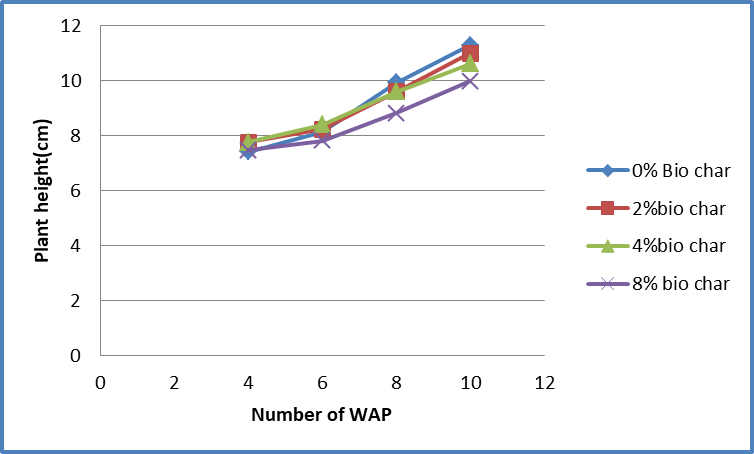 Plant height(cm)
12
10
8
6
4
2
0
0 2 4 6 8 10 12
Number of WAP
0% Bio char
2%bio char
4%bio char
8% bio char